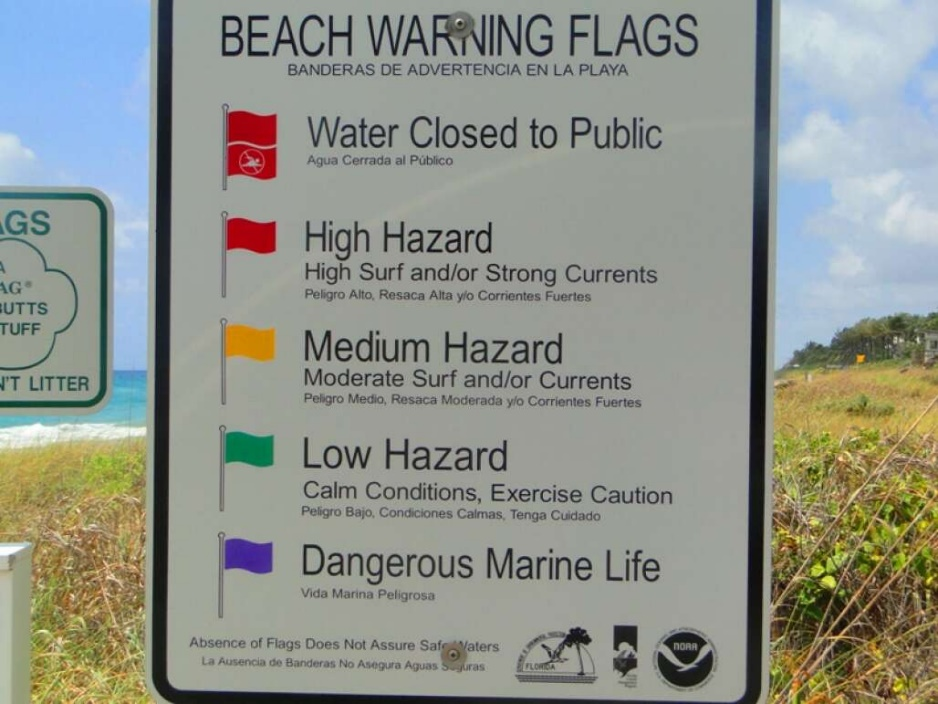 BEACH WARNING FLAGS
BANDERAS DE ADVERTENCIA EN LA PLAYA
Water Closed to Public
Agua Cerrada al Público
High Hazard
High Surf and/or Strong Currents
Peligro Alto, Resaca Alta y/o Corrientes Fuertes
Medium Hazard
Moderate Surf and/or Currents
Peligro Medio, Resaca Moderada y/o Corrientes Fuertes
Low Hazard
Calm Conditions, Exercise Caution
Peligro Bajo, Condiciones Calmas, Tenga Cuidado
Dangerous Marine Life
Vida Marina Peligrosa
Absence of Flags Does Not Assure Safe Waters
La Ausencia de Banderas No Asegura Aguas Seguras
FLORIDA
NOAA
AGS
A
AG®
BUTTS
TUFF
N'T LITTER